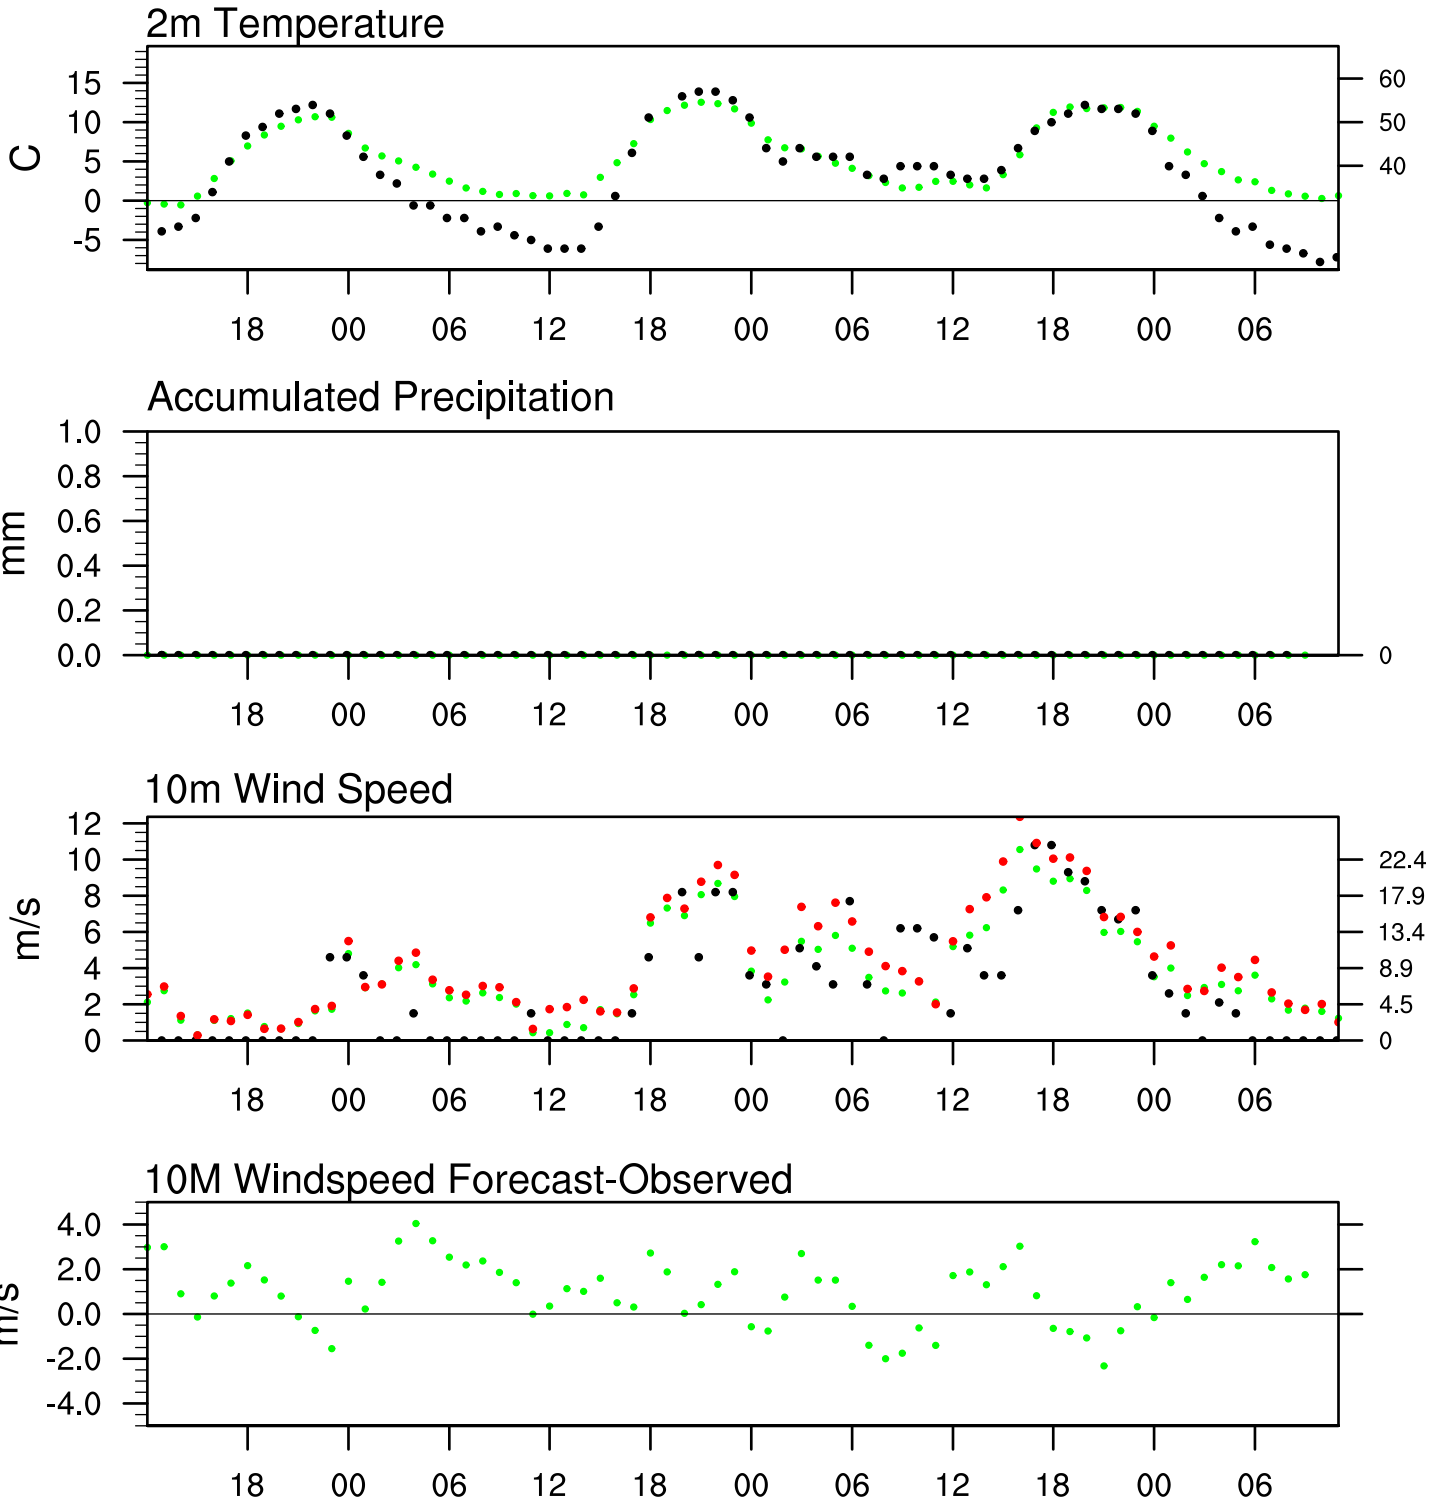 2m Temperature
C
15
10
5
0
-5
60
50
40
18 00 06 12 18 00 06 12 18 00 06
Accumulated Precipitation
mm
1.0
0.8
0.6
0.4
0.2
0.0
0
18 00 06 12 18 00 06 12 18 00 06
10m Wind Speed
m/s
12
10
8
6
4
2
0
22.4
17.9
13.4
8.9
4.5
0
18 00 06 12 18 00 06 12 18 00 06
10M Windspeed Forecast-Observed
m/s
4.0
2.0
0.0
-2.0
-4.0
18 00 06 12 18 00 06 12 18 00 06